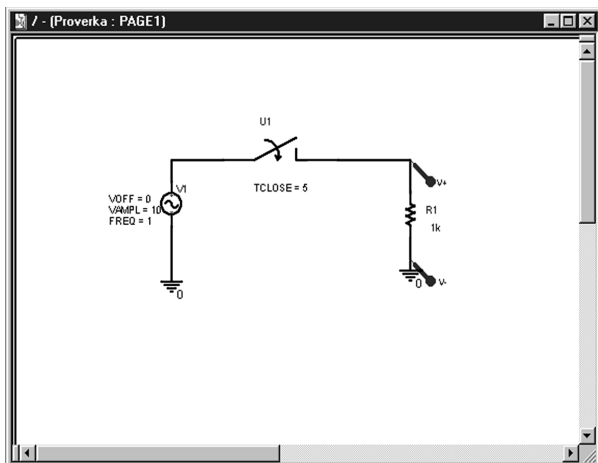 / - (Proverka : PAGE1)
U1
TCLOSE = 5
V1
VOFF = 0
VAMPL = 10
FREQ = 1
0
V+
R1
1k
0
V-